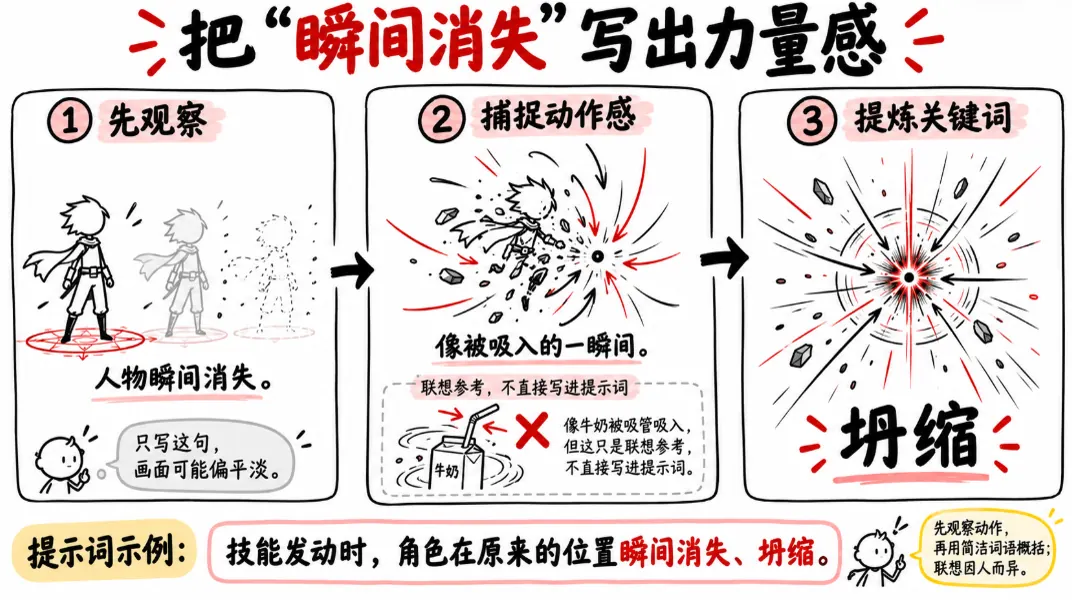 把“瞬间消失”写出力量感
1 先观察
人物瞬间消失。
只写这句，
画面可能偏平淡。
2 捕捉动作感
像被吸入的一瞬间。
联想参考，不直接写进提示词
牛奶
像牛奶被吸管吸入，
但这只是联想参考，
不直接写进提示词。
3 提炼关键词
坍缩
提示词示例：
技能发动时，角色在原来的位置瞬间消失、坍缩。
先观察动作，
再用简洁词语概括；
联想因人而异。